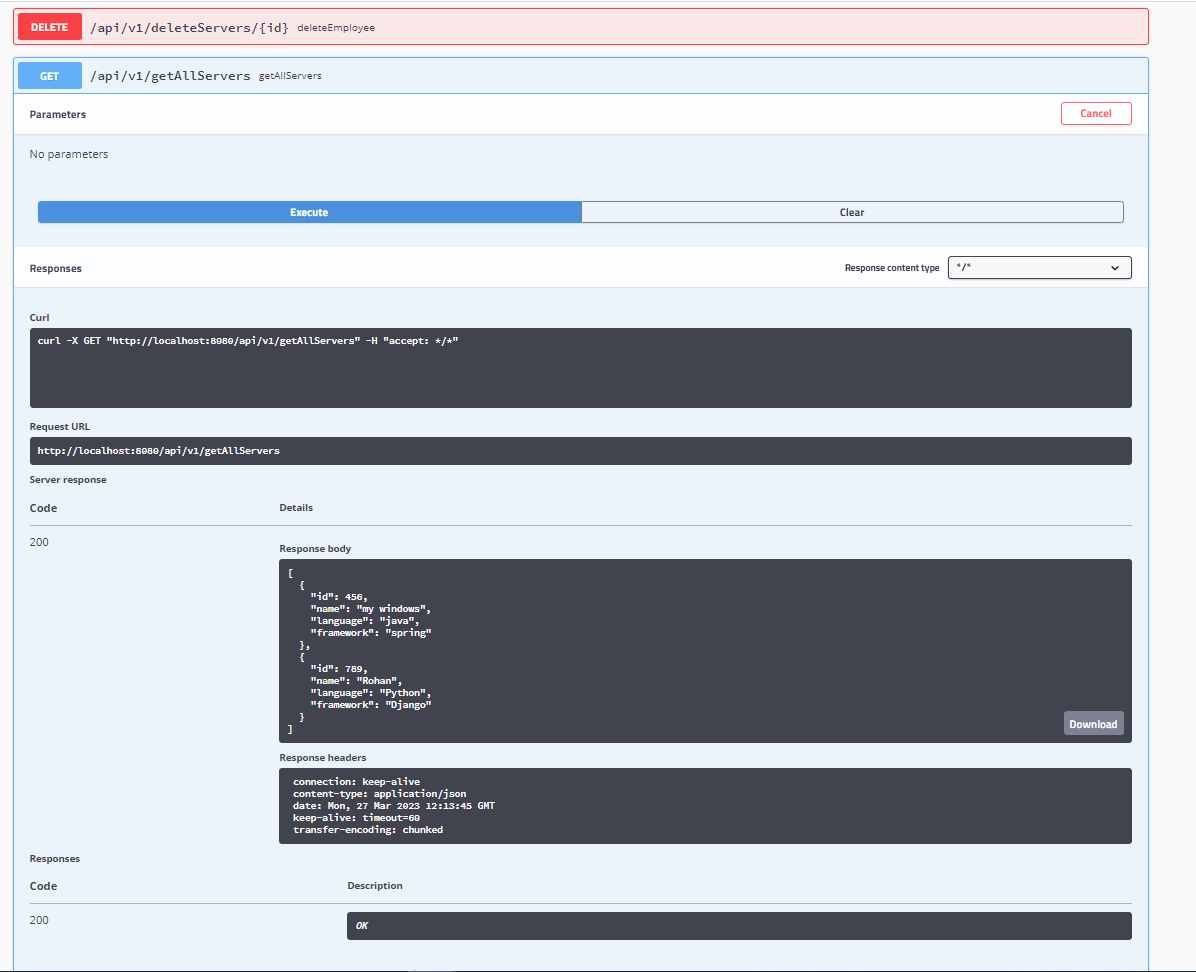 DELETE /api/v1/deleteServers/{id} deleteEmployee
GET /api/v1/getAllServers getAllServers
Parameters Cancel
No parameters
Execute Clear
Responses Response content type */*
Curl
curl -X GET "http://localhost:8080/api/v1/getAllServers" -H "accept: */*"
Request URL
http://localhost:8080/api/v1/getAllServers
Server response
Code Details
200
Response body
[
  {
    "id": 456,
    "name": "my windows",
    "language": "java",
    "framework": "spring"
  },
  {
    "id": 789,
    "name": "Rohan",
    "language": "Python",
    "framework": "Django"
  }
]
Download
Response headers
connection: keep-alive
content-type: application/json
date: Mon, 27 Mar 2023 12:13:45 GMT
keep-alive: timeout=60
transfer-encoding: chunked
Responses
Code Description
200
OK